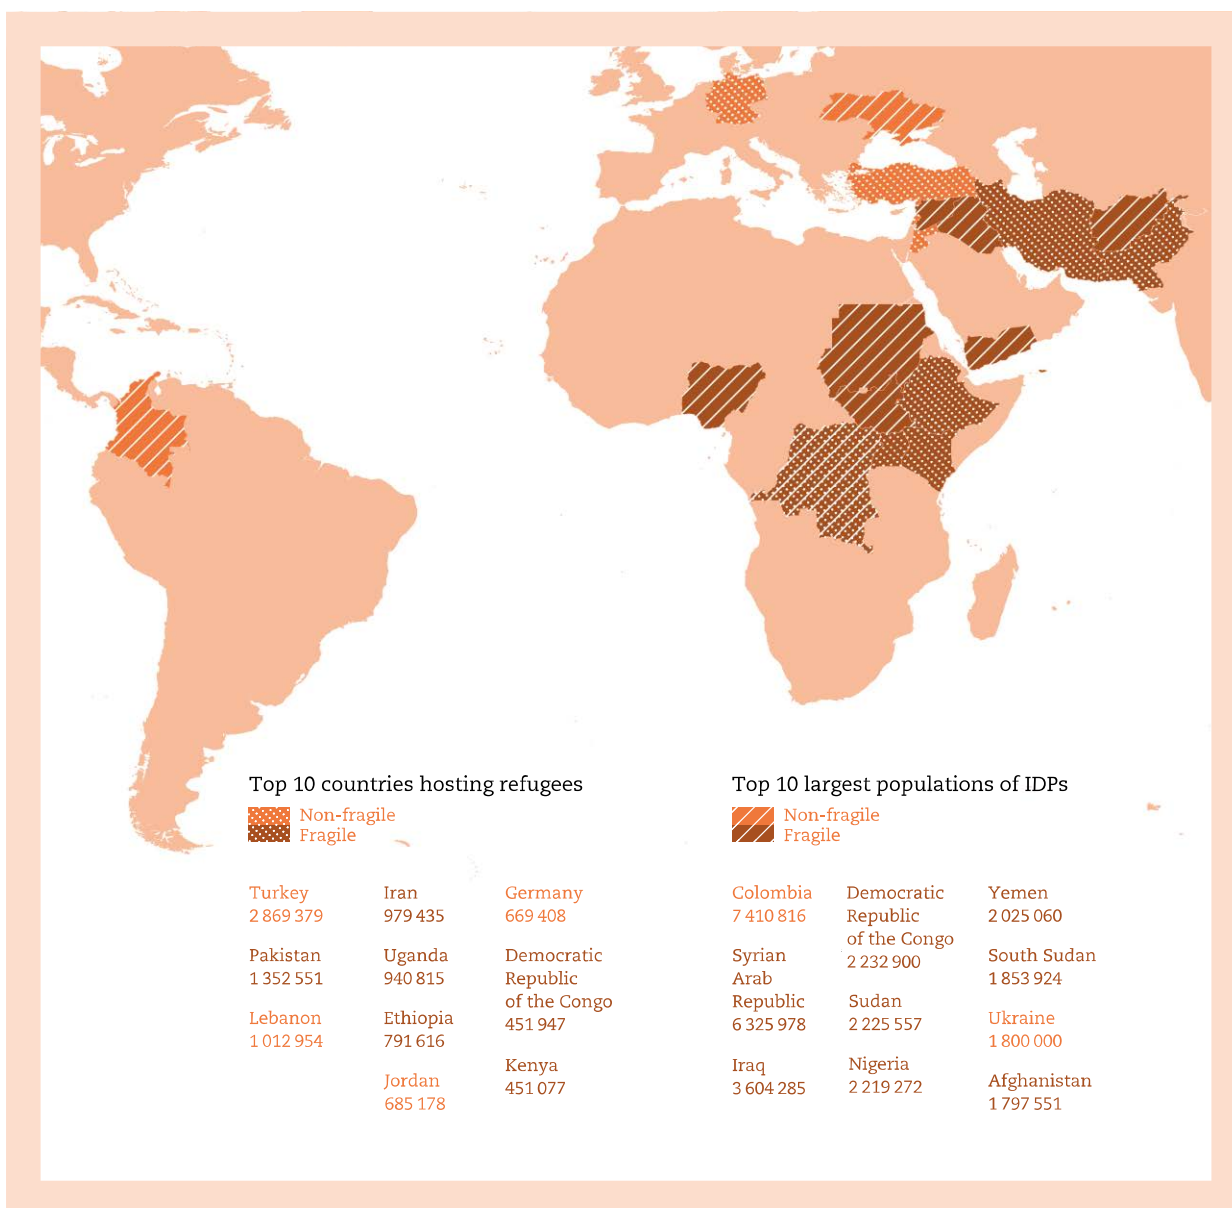 Top 10 countries hosting refugees
Non-fragile
Fragile
Turkey
2 869 379
Pakistan
1 352 551
Lebanon
1 012 954
Iran
979 435
Uganda
940 815
Ethiopia
791 616
Jordan
685 178
Germany
669 408
Democratic
Republic
of the Congo
451 947
Kenya
451 077
Top 10 largest populations of IDPs
Non-fragile
Fragile
Colombia
7 410 816
Syrian
Arab
Republic
6 325 978
Iraq
3 604 285
Democratic
Republic
of the Congo
2 232 900
Sudan
2 225 557
Nigeria
2 219 272
Yemen
2 025 060
South Sudan
1 853 924
Ukraine
1 800 000
Afghanistan
1 797 551